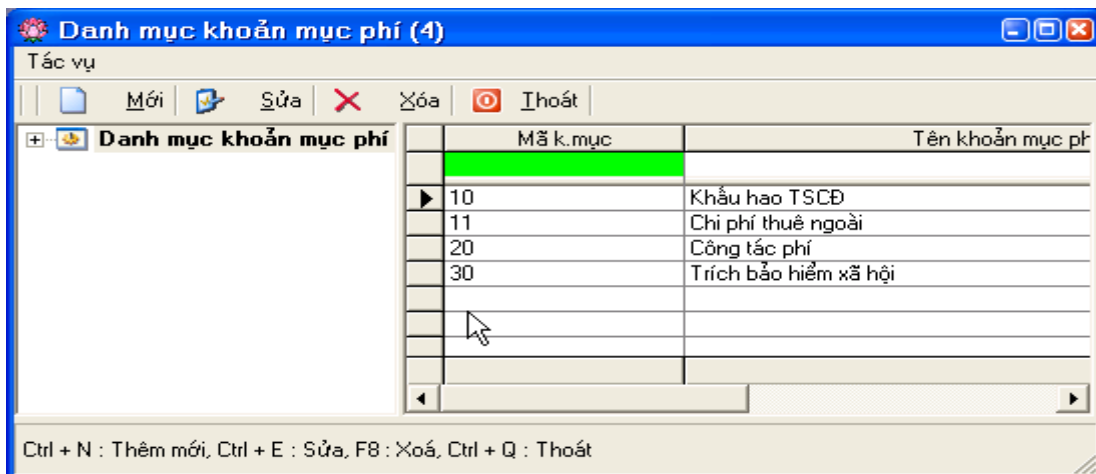 Danh mục khoản mục phí (4)
Tác vụ
Mới Sửa Xóa Thoát
Danh mục khoản mục phí
Mã k.mục Tên khoản mục ph
10 Khấu hao TSCĐ
11 Chi phí thuê ngoài
20 Công tác phí
30 Trích bảo hiểm xã hội
Ctrl + N : Thêm mới, Ctrl + E : Sửa, F8 : Xoá, Ctrl + Q : Thoát